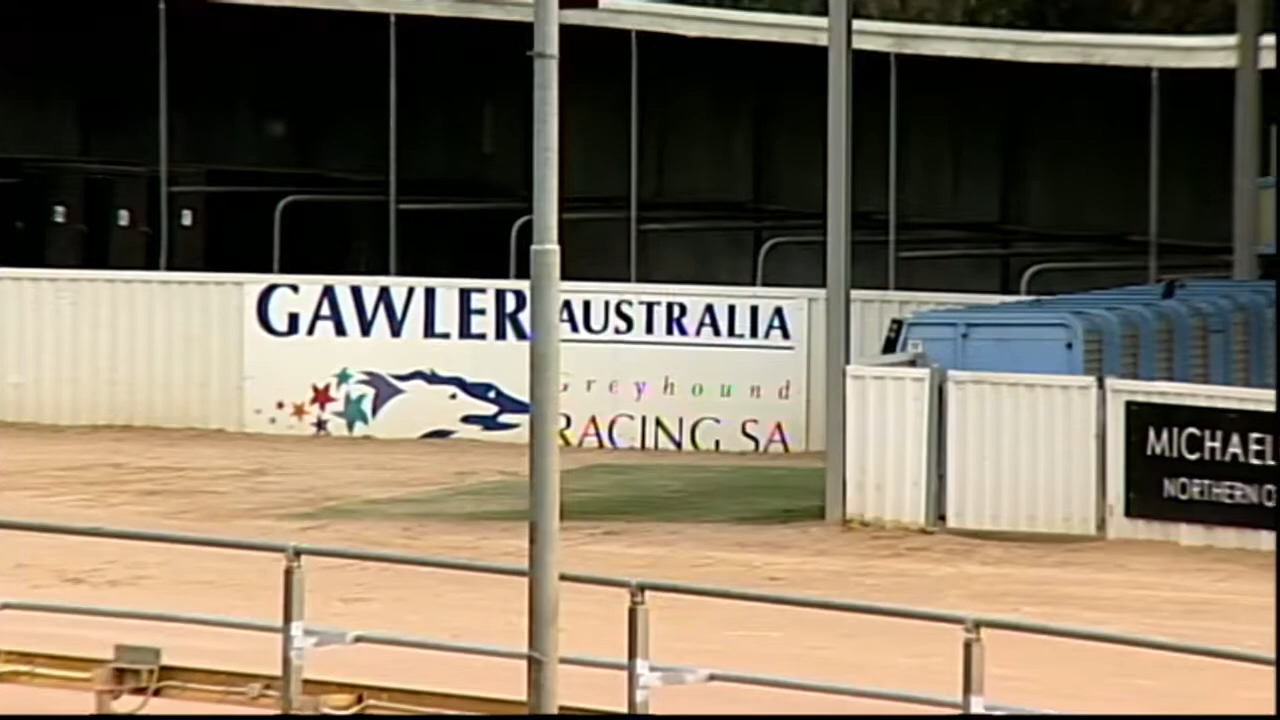 GAWLER AUSTRALIA
Greyhound
RACING SA
MICHAEL
NORTHERN